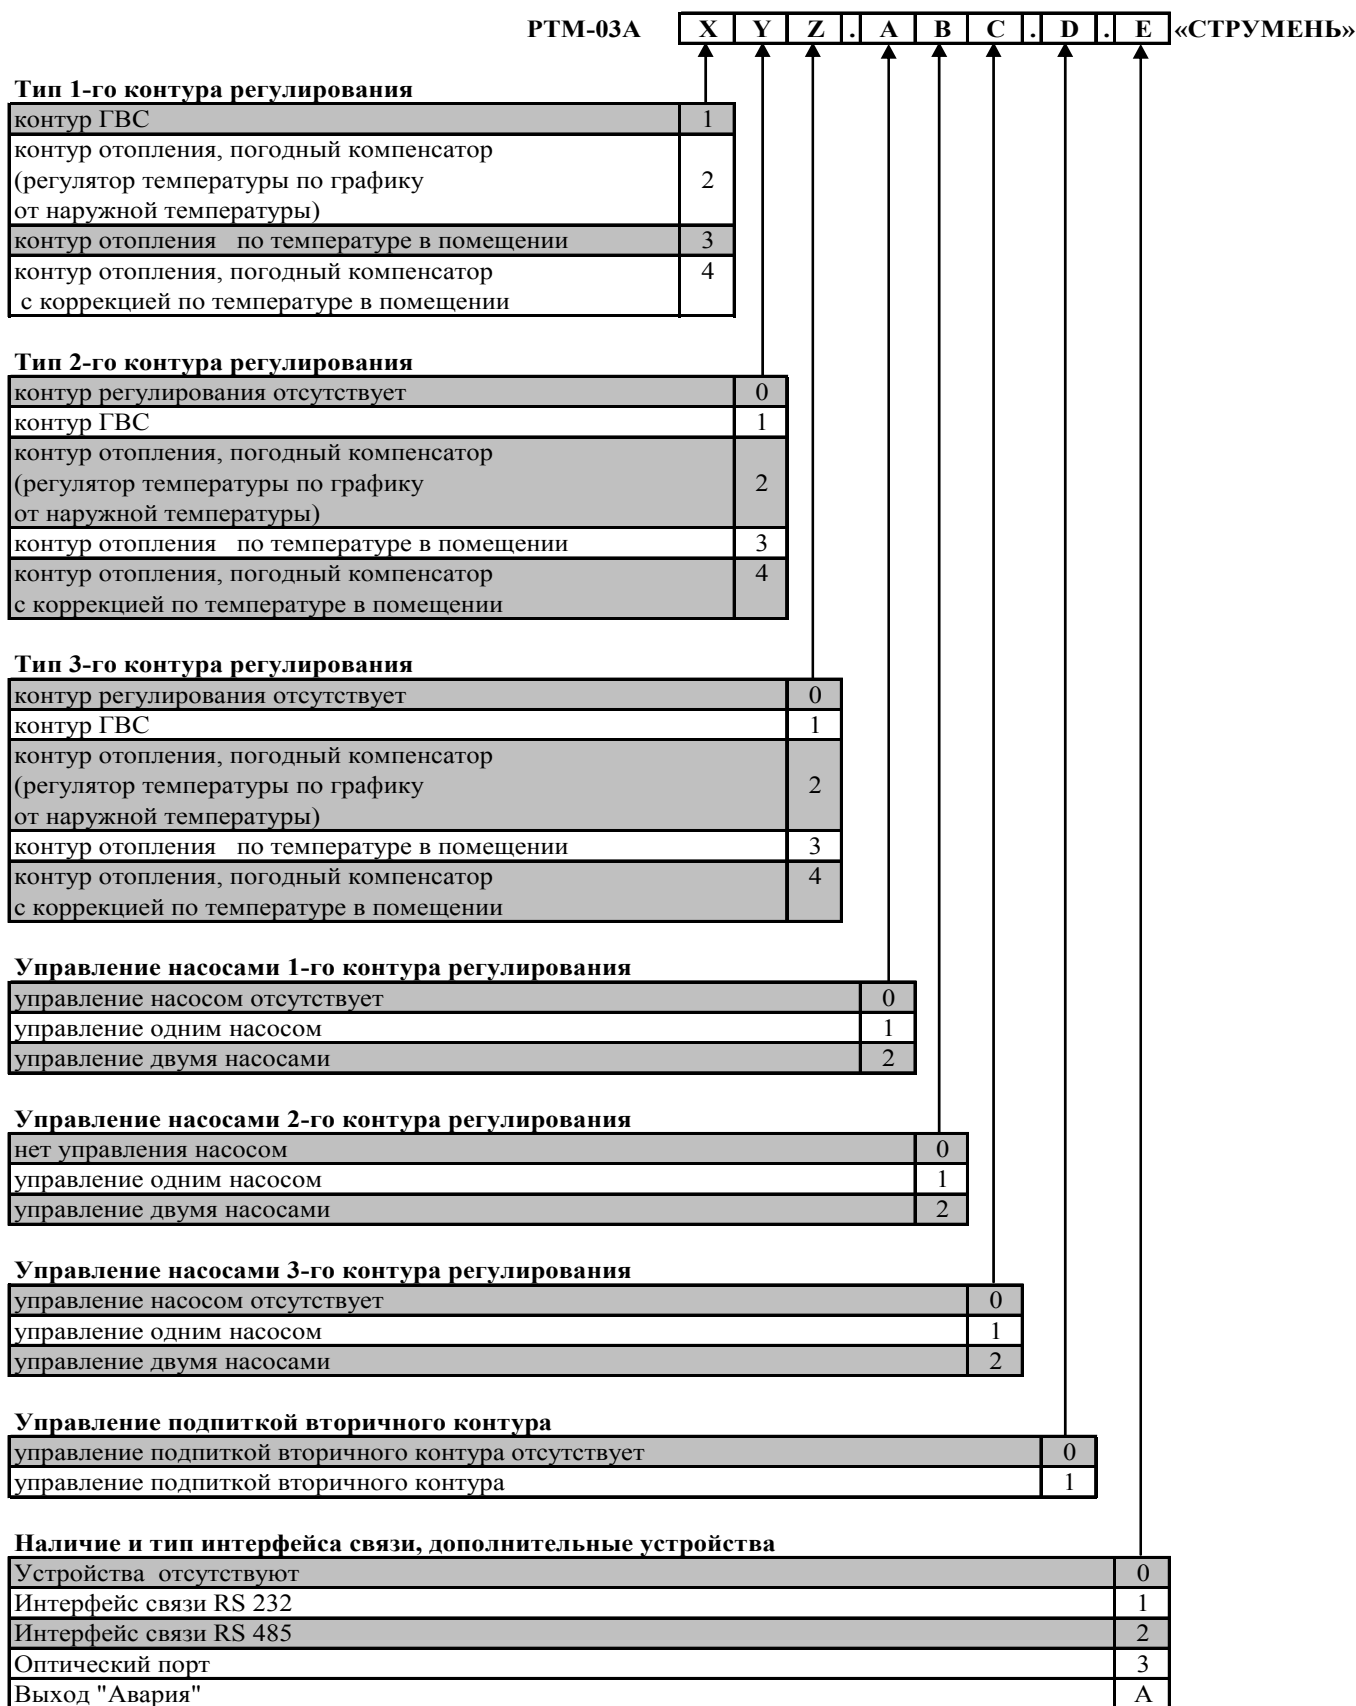 РТМ-03А X Y Z . A B C . D . E «СТРУМЕНЬ»
Тип 1-го контура регулирования
контур ГВС 1
контур отопления, погодный компенсатор
(регулятор температуры по графику 2
от наружной температуры)
контур отопления по температуре в помещении 3
контур отопления, погодный компенсатор 4
с коррекцией по температуре в помещении
Тип 2-го контура регулирования
контур регулирования отсутствует 0
контур ГВС 1
контур отопления, погодный компенсатор
(регулятор температуры по графику 2
от наружной температуры)
контур отопления по температуре в помещении 3
контур отопления, погодный компенсатор 4
с коррекцией по температуре в помещении
Тип 3-го контура регулирования
контур регулирования отсутствует 0
контур ГВС 1
контур отопления, погодный компенсатор
(регулятор температуры по графику 2
от наружной температуры)
контур отопления по температуре в помещении 3
контур отопления, погодный компенсатор 4
с коррекцией по температуре в помещении
Управление насосами 1-го контура регулирования
управление насосом отсутствует 0
управление одним насосом 1
управление двумя насосами 2
Управление насосами 2-го контура регулирования
нет управления насосом 0
управление одним насосом 1
управление двумя насосами 2
Управление насосами 3-го контура регулирования
управление насосом отсутствует 0
управление одним насосом 1
управление двумя насосами 2
Управление подпиткой вторичного контура
управление подпиткой вторичного контура отсутствует 0
управление подпиткой вторичного контура 1
Наличие и тип интерфейса связи, дополнительные устройства
Устройства отсутствуют 0
Интерфейс связи RS 232 1
Интерфейс связи RS 485 2
Оптический порт 3
Выход "Авария" А